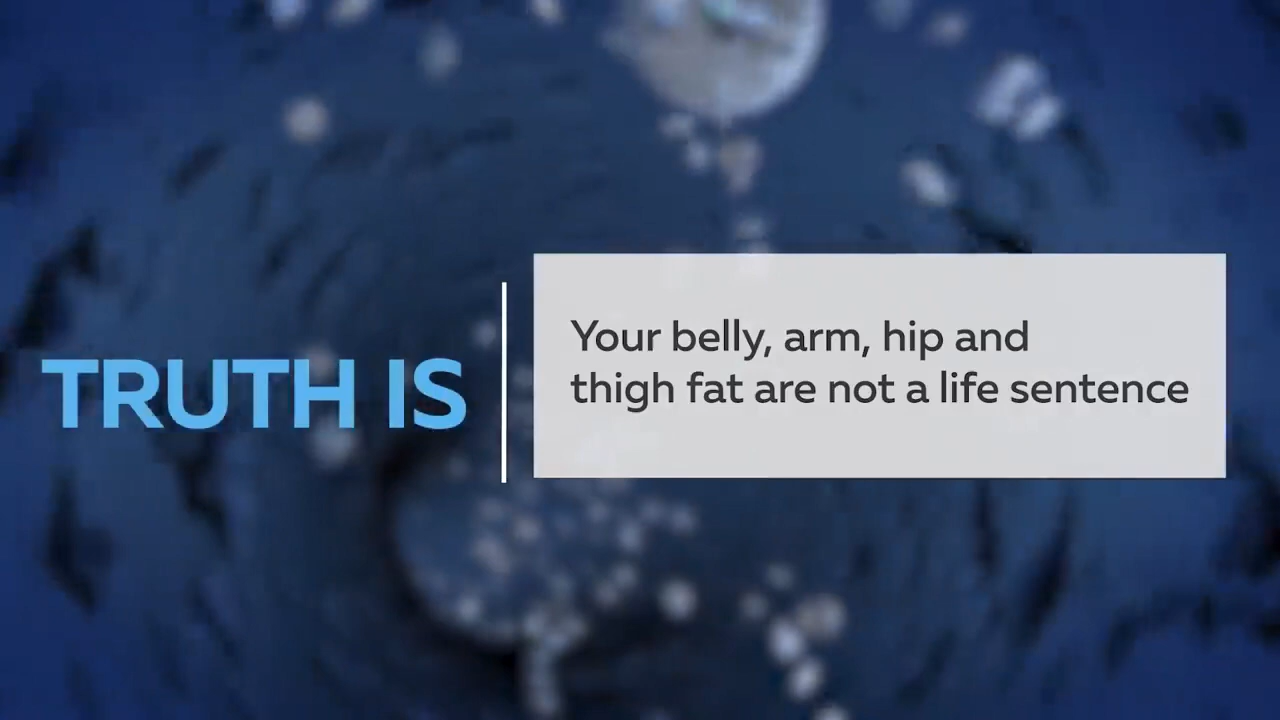 TRUTH IS
Your belly, arm, hip and
thigh fat are not a life sentence